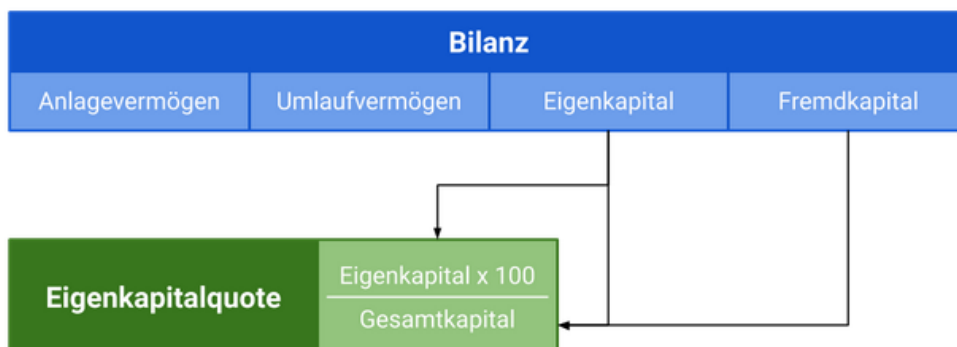 Bilanz
Anlagevermögen Umlaufvermögen Eigenkapital Fremdkapital
Eigenkapitalquote
Eigenkapital x 100
Gesamtkapital